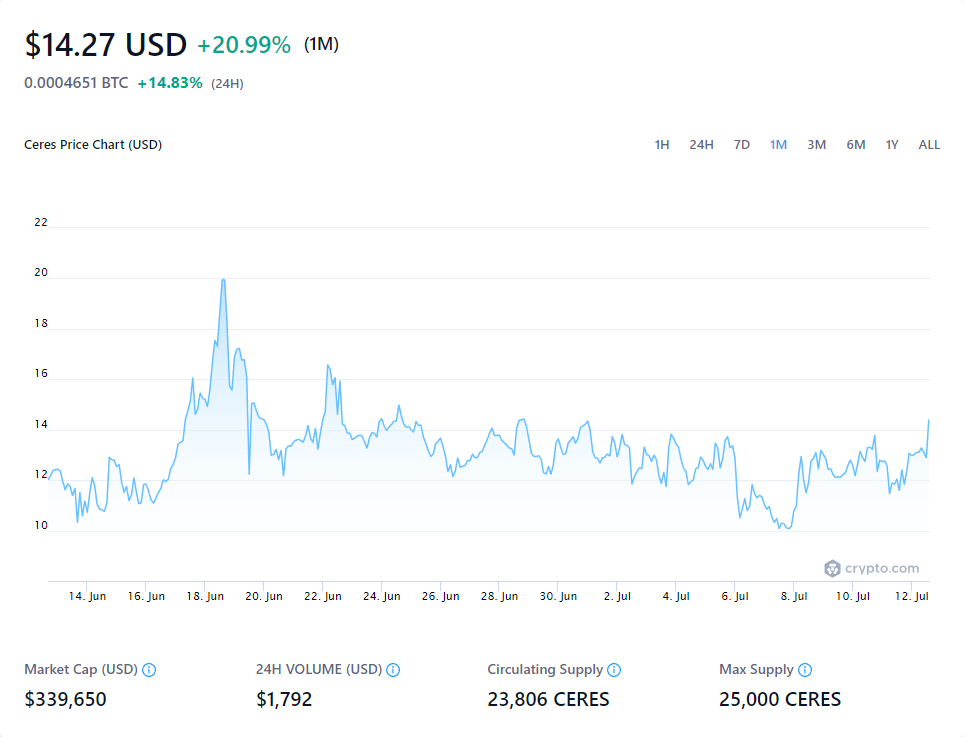 $14.27 USD +20.99% (1M)
0.0004651 BTC +14.83% (24H)
Ceres Price Chart (USD) 1H 24H 7D 1M 3M 6M 1Y ALL
22
20
18
16
14
12
10
crypto.com
14. Jun 16. Jun 18. Jun 20. Jun 22. Jun 24. Jun 26. Jun 28. Jun 30. Jun 2. Jul 4. Jul 6. Jul 8. Jul 10. Jul 12. Jul
Market Cap (USD) 24H VOLUME (USD) Circulating Supply Max Supply
$339,650 $1,792 23,806 CERES 25,000 CERES